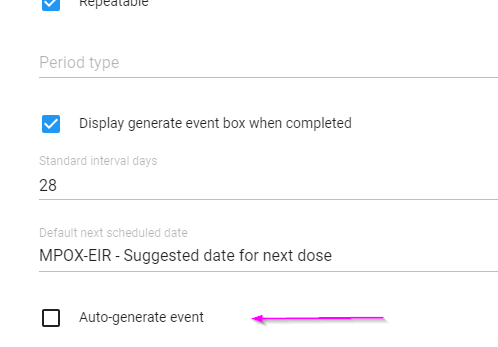 Repeatable
Period type
Display generate event box when completed
Standard interval days
28
Default next scheduled date
MPOX-EIR - Suggested date for next dose
Auto-generate event